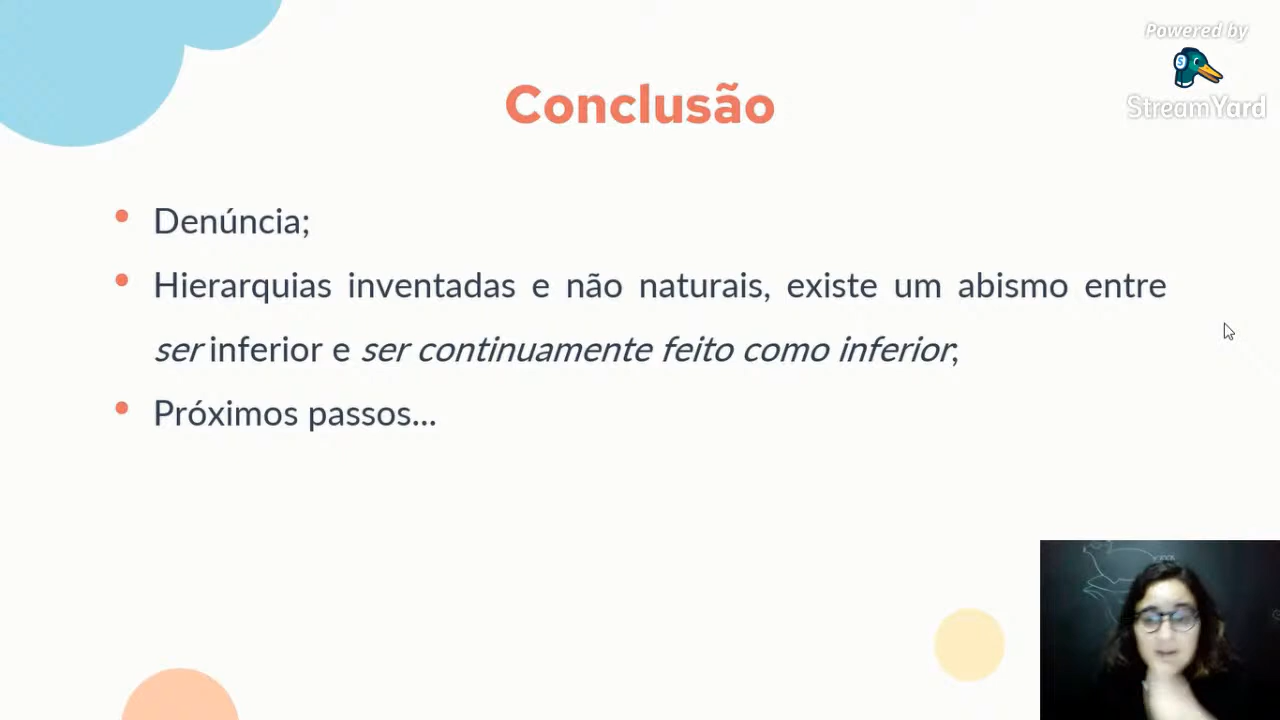 Powered by
StreamYard
Conclusão
Denúncia;
Hierarquias inventadas e não naturais, existe um abismo entre
ser inferior e ser continuamente feito como inferior;
Próximos passos...